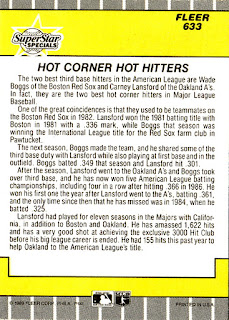 FLEER
633
SuperStar
SPECIALS
HOT CORNER HOT HITTERS
The two best third base hitters in the American League are Wade
Boggs of the Boston Red Sox and Carney Lansford of the Oakland A's.
In fact, they are the two best hot corner hitters in Major League
Baseball.
One of the great coincidences is that they used to be teammates on
the Boston Red Sox in 1982. Lansford won the 1981 batting title with
Boston in 1981 with a .336 mark, while Boggs that season was
winning the International League title for the Red Sox farm club in
Pawtucket.
The next season, Boggs made the team, and he shared some of the
third base duty with Lansford while also playing at first base and in the
outfield. Boggs batted .349 that season and Lansford hit .301.
After the season, Lansford went to the Oakland A's and Boggs took
over third base, and he has now won five American League batting
championships, including four in a row after hitting .366 in 1986. He
won his first one the year after Lansford went to the A's, batting .361,
and the only time since then that he has missed was in 1984, when he
batted .325.
Lansford had played for eleven seasons in the Majors with Califor-
nia, in addition to Boston and Oakland. He has amassed 1,622 hits
and has a very good shot at achieving the exclusive 3000 Hit Club
before his big league career is ended. He had 155 hits this past year to
help Oakland to the American League's title.
© 1989 FLEER CORP. PHILA., PA.
PRINTED IN U.S.A.